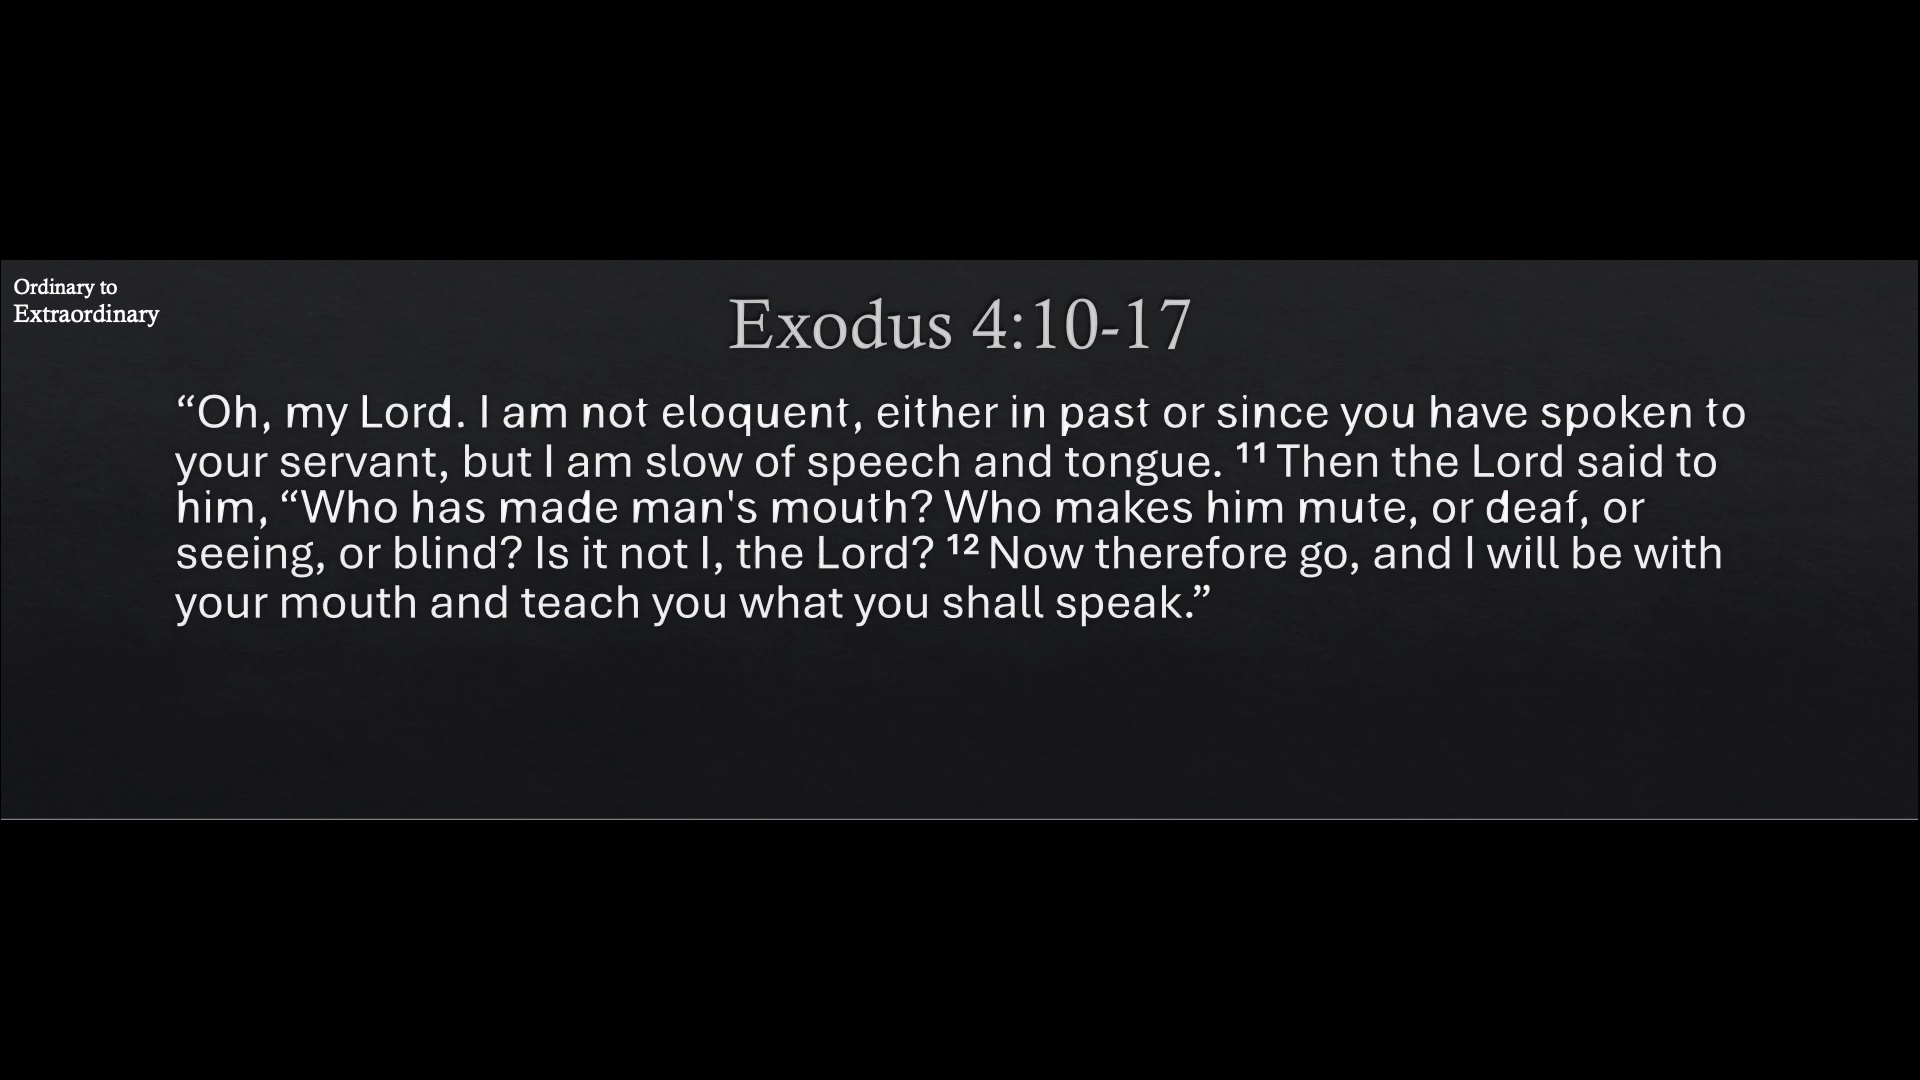 Ordinary to
Extraordinary
Exodus 4:10-17
“Oh, my Lord. I am not eloquent, either in past or since you have spoken to
your servant, but I am slow of speech and tongue. ¹¹ Then the Lord said to
him, “Who has made man's mouth? Who makes him mute, or deaf, or
seeing, or blind? Is it not I, the Lord? ¹² Now therefore go, and I will be with
your mouth and teach you what you shall speak.”